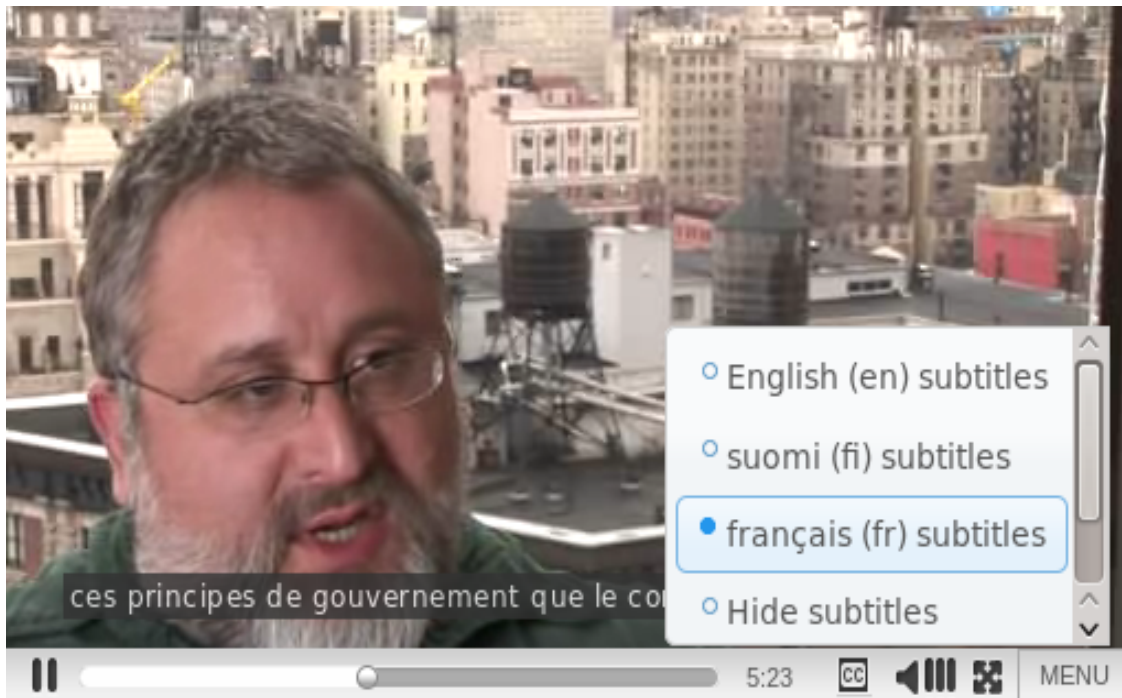 English (en) subtitles
suomi (fi) subtitles
français (fr) subtitles
Hide subtitles
ces principes de gouvernement que le
5:23
CC
MENU